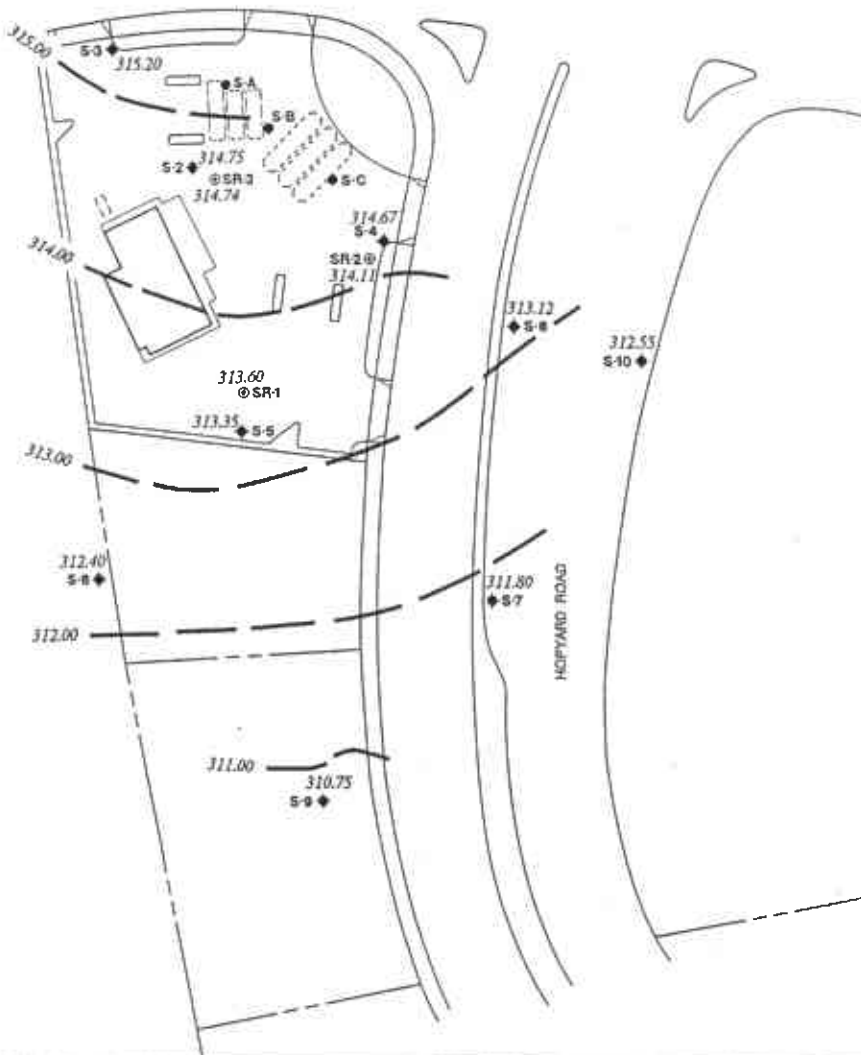 315.00
S-3
315.20
S-A
S-B
314.75
S-2
SR-3
314.74
S-C
314.67
S-4
SR-2
314.11
314.00
313.12
S-6
312.55
S-10
313.60
SR-1
313.35
S-5
313.00
312.40
S-8
311.80
S-7
HOPYARD ROAD
312.00
311.00
310.75
S-9